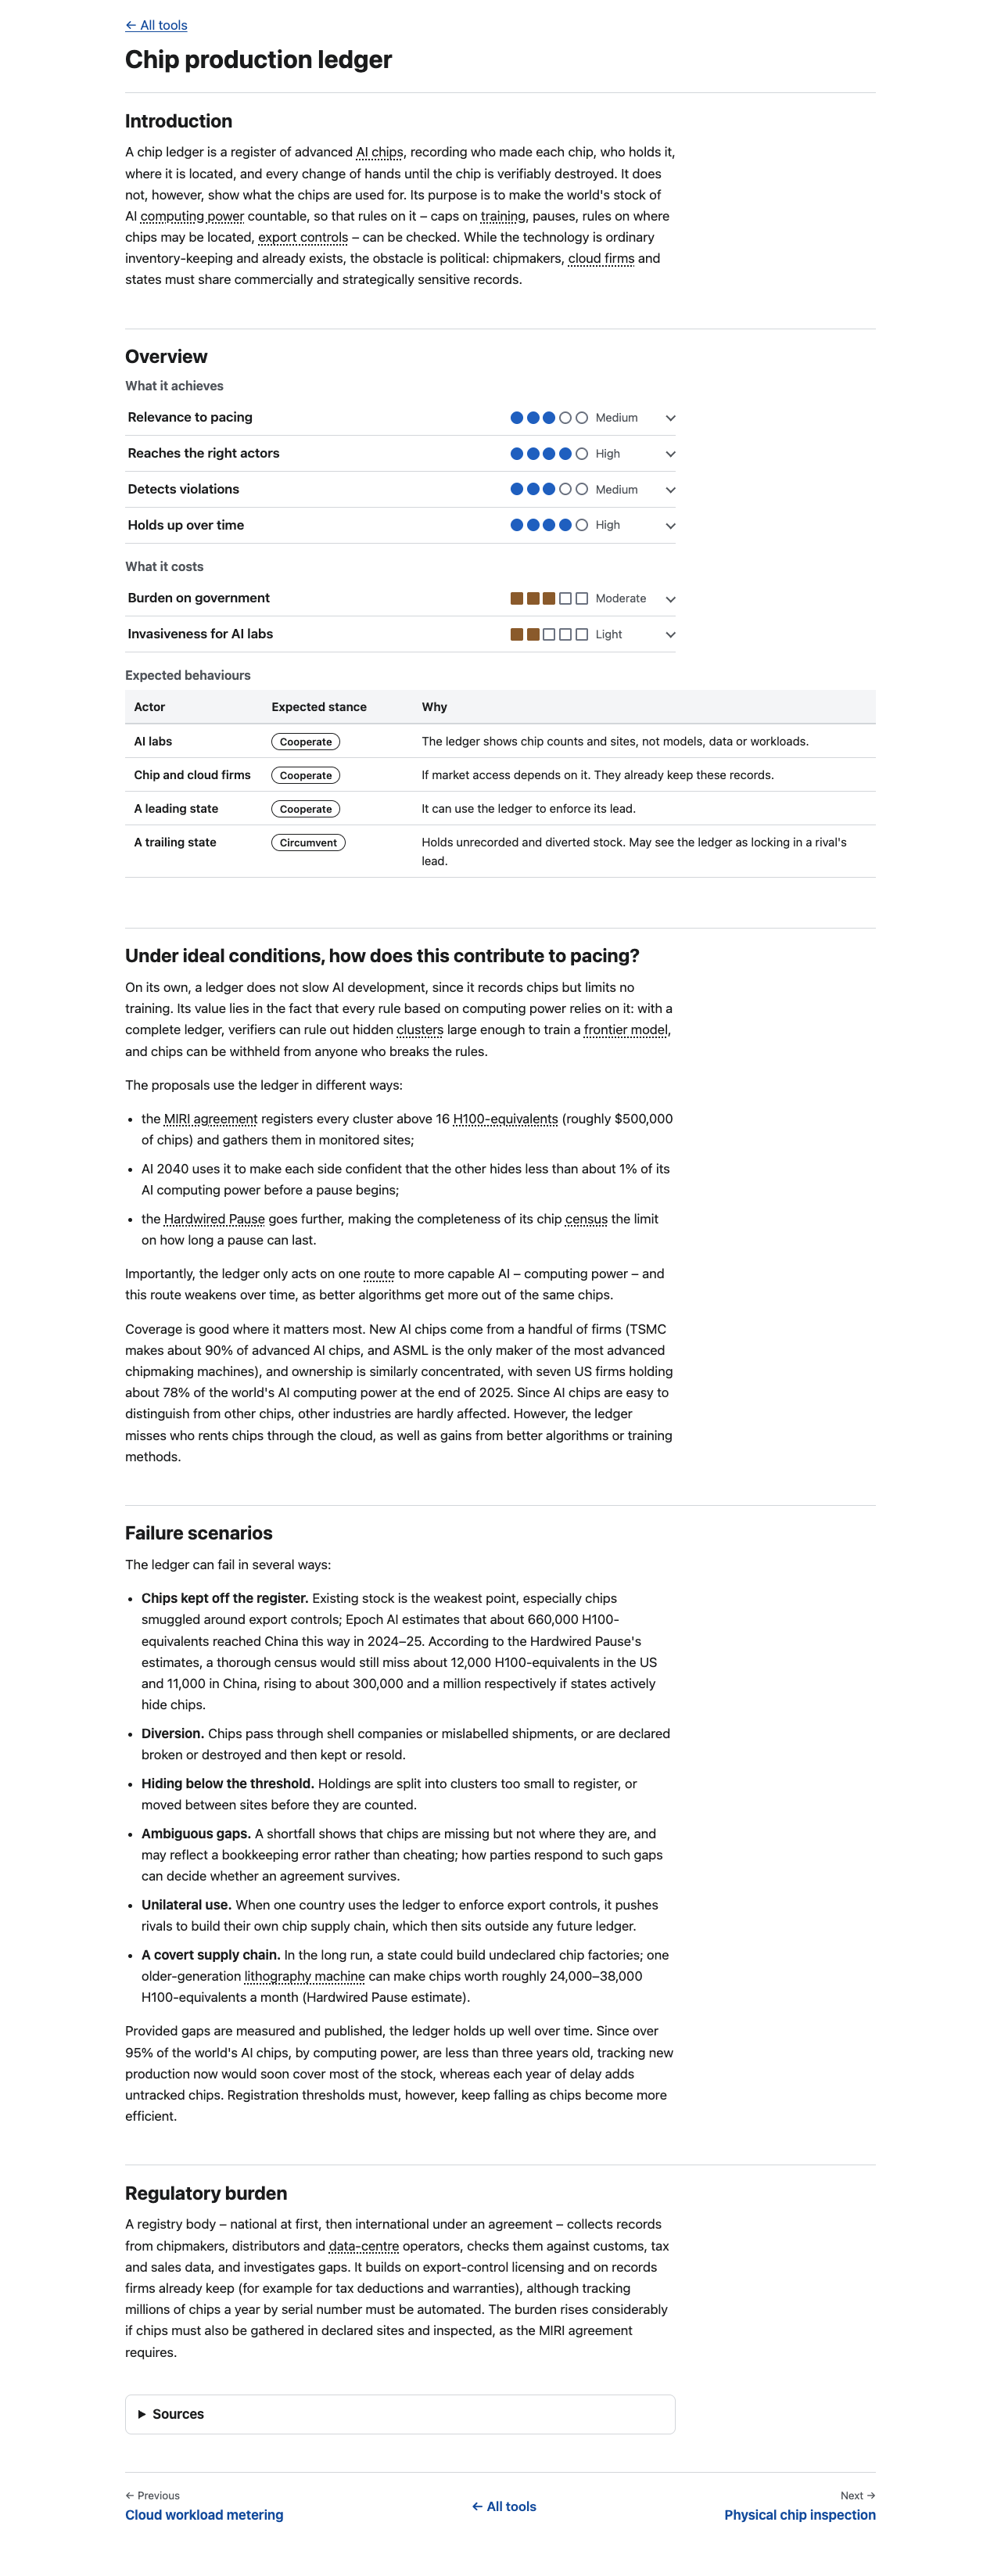 ← All tools
Chip production ledger
Introduction
A chip ledger is a register of advanced AI chips, recording who made each chip, who holds it,
where it is located, and every change of hands until the chip is verifiably destroyed. It does
not, however, show what the chips are used for. Its purpose is to make the world's stock of
AI computing power countable, so that rules on it – caps on training, pauses, rules on where
chips may be located, export controls – can be checked. While the technology is ordinary
inventory-keeping and already exists, the obstacle is political: chipmakers, cloud firms and
states must share commercially and strategically sensitive records.
Overview
What it achieves
Relevance to pacing Medium
Reaches the right actors High
Detects violations Medium
Holds up over time High
What it costs
Burden on government Moderate
Invasiveness for AI labs Light
Expected behaviours
Actor Expected stance Why
AI labs Cooperate The ledger shows chip counts and sites, not models, data or workloads.
Chip and cloud firms Cooperate If market access depends on it. They already keep these records.
A leading state Cooperate It can use the ledger to enforce its lead.
A trailing state Circumvent Holds unrecorded and diverted stock. May see the ledger as locking in a rival's
lead.
Under ideal conditions, how does this contribute to pacing?
On its own, a ledger does not slow AI development, since it records chips but limits no
training. Its value lies in the fact that every rule based on computing power relies on it: with a
complete ledger, verifiers can rule out hidden clusters large enough to train a frontier model,
and chips can be withheld from anyone who breaks the rules.
The proposals use the ledger in different ways:
• the MIRI agreement registers every cluster above 16 H100-equivalents (roughly $500,000
of chips) and gathers them in monitored sites;
• AI 2040 uses it to make each side confident that the other hides less than about 1% of its
AI computing power before a pause begins;
• the Hardwired Pause goes further, making the completeness of its chip census the limit
on how long a pause can last.
Importantly, the ledger only acts on one route to more capable AI – computing power – and
this route weakens over time, as better algorithms get more out of the same chips.
Coverage is good where it matters most. New AI chips come from a handful of firms (TSMC
makes about 90% of advanced AI chips, and ASML is the only maker of the most advanced
chipmaking machines), and ownership is similarly concentrated, with seven US firms holding
about 78% of the world's AI computing power at the end of 2025. Since AI chips are easy to
distinguish from other chips, other industries are hardly affected. However, the ledger
misses who rents chips through the cloud, as well as gains from better algorithms or training
methods.
Failure scenarios
The ledger can fail in several ways:
• Chips kept off the register. Existing stock is the weakest point, especially chips
smuggled around export controls; Epoch AI estimates that about 660,000 H100-
equivalents reached China this way in 2024–25. According to the Hardwired Pause's
estimates, a thorough census would still miss about 12,000 H100-equivalents in the US
and 11,000 in China, rising to about 300,000 and a million respectively if states actively
hide chips.
• Diversion. Chips pass through shell companies or mislabelled shipments, or are declared
broken or destroyed and then kept or resold.
• Hiding below the threshold. Holdings are split into clusters too small to register, or
moved between sites before they are counted.
• Ambiguous gaps. A shortfall shows that chips are missing but not where they are, and
may reflect a bookkeeping error rather than cheating; how parties respond to such gaps
can decide whether an agreement survives.
• Unilateral use. When one country uses the ledger to enforce export controls, it pushes
rivals to build their own chip supply chain, which then sits outside any future ledger.
• A covert supply chain. In the long run, a state could build undeclared chip factories; one
older-generation lithography machine can make chips worth roughly 24,000–38,000
H100-equivalents a month (Hardwired Pause estimate).
Provided gaps are measured and published, the ledger holds up well over time. Since over
95% of the world's AI chips, by computing power, are less than three years old, tracking new
production now would soon cover most of the stock, whereas each year of delay adds
untracked chips. Registration thresholds must, however, keep falling as chips become more
efficient.
Regulatory burden
A registry body – national at first, then international under an agreement – collects records
from chipmakers, distributors and data-centre operators, checks them against customs, tax
and sales data, and investigates gaps. It builds on export-control licensing and on records
firms already keep (for example for tax deductions and warranties), although tracking
millions of chips a year by serial number must be automated. The burden rises considerably
if chips must also be gathered in declared sites and inspected, as the MIRI agreement
requires.
▶ Sources
← Previous
Cloud workload metering
← All tools
Next →
Physical chip inspection